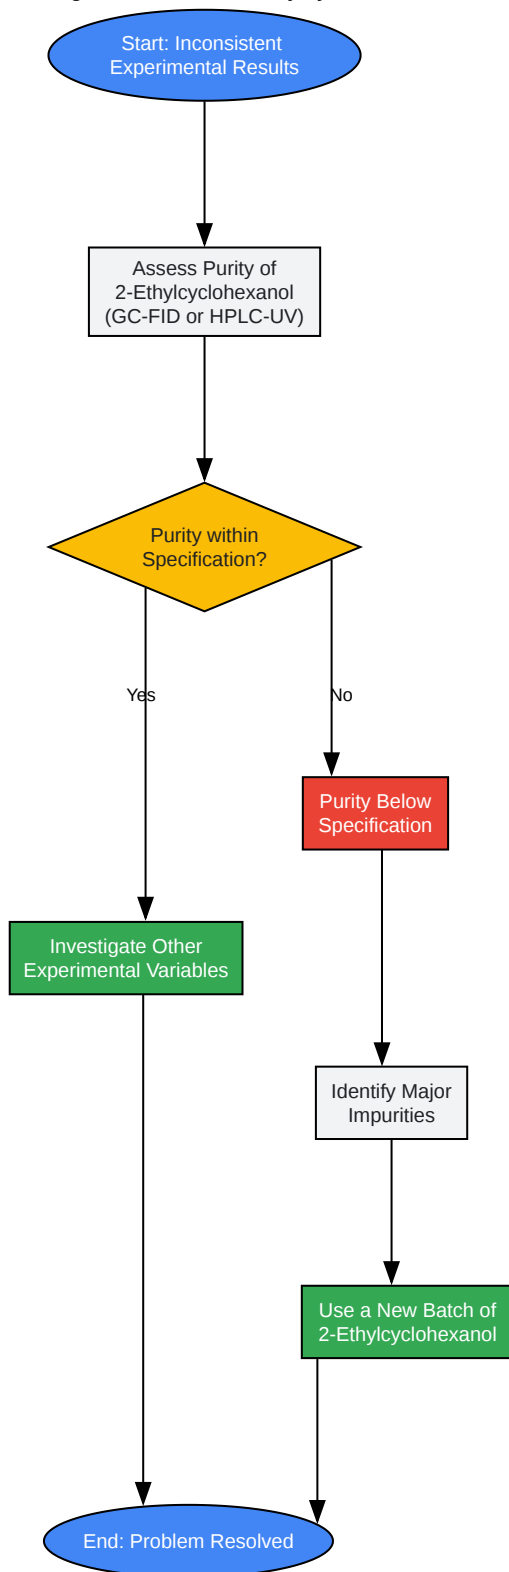 Start: Inconsistent
Experimental Results
Assess Purity of
2-Ethylcyclohexanol
(GC-FID or HPLC-UV)
Purity within
Specification?
Yes
No
Purity Below
Specification
Investigate Other
Experimental Variables
Identify Major
Impurities
Use a New Batch of
2-Ethylcyclohexanol
End: Problem Resolved